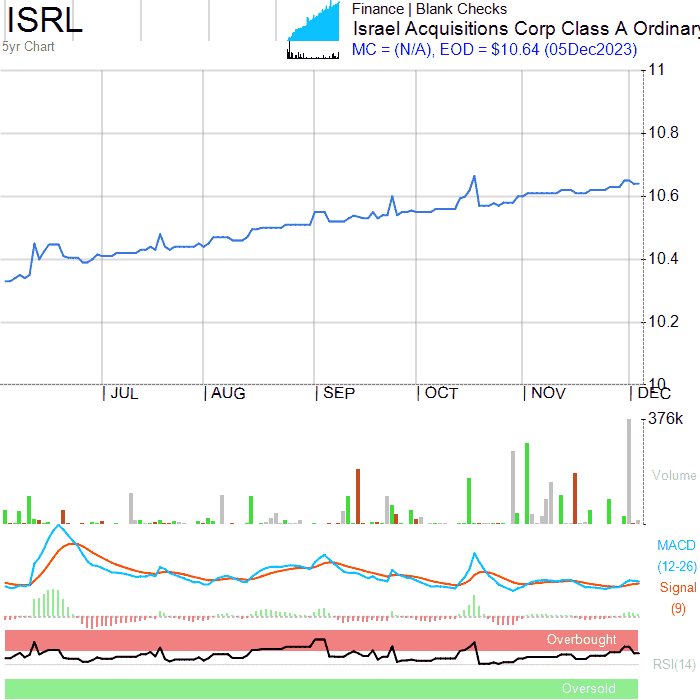 ISRL
5yr Chart
Finance | Blank Checks
Israel Acquisitions Corp Class A Ordinary
MC = (N/A), EOD = $10.64 (05Dec2023)
11
10.8
10.6
10.4
10.2
10
JUL
AUG
SEP
OCT
NOV
DEC
376k
Volume
MACD
(12-26)
Signal
(9)
Overbought
RSI(14)
Oversold